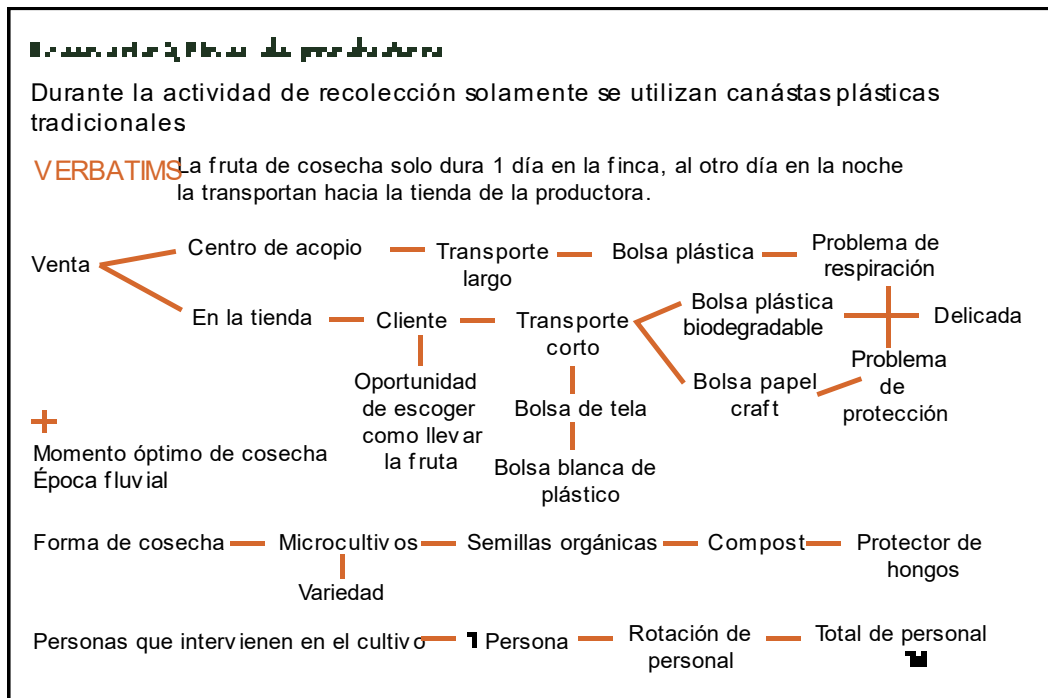 de productora
Durante la actividad de recolección solamente se utilizan canástas plásticas
tradicionales
VERBATIMS La fruta de cosecha solo dura 1 día en la finca, al otro día en la noche
la transportan hacia la tienda de la productora.
Venta
Centro de acopio
Transporte
largo
Bolsa plástica
Problema de
respiración
En la tienda
Cliente
Transporte
corto
Bolsa plástica
biodegradable
Delicada
Bolsa papel
craft
Problema
de
protección
Oportunidad
de escoger
como llevar
la fruta
Bolsa de tela
Bolsa blanca de
plástico
+
Momento óptimo de cosecha
Época fluvial
Forma de cosecha
Microcultivos
Semillas orgánicas
Compost
Protector de
hongos
Variedad
Personas que intervienen en el cultivo
Persona
Rotación de
personal
Total de personal